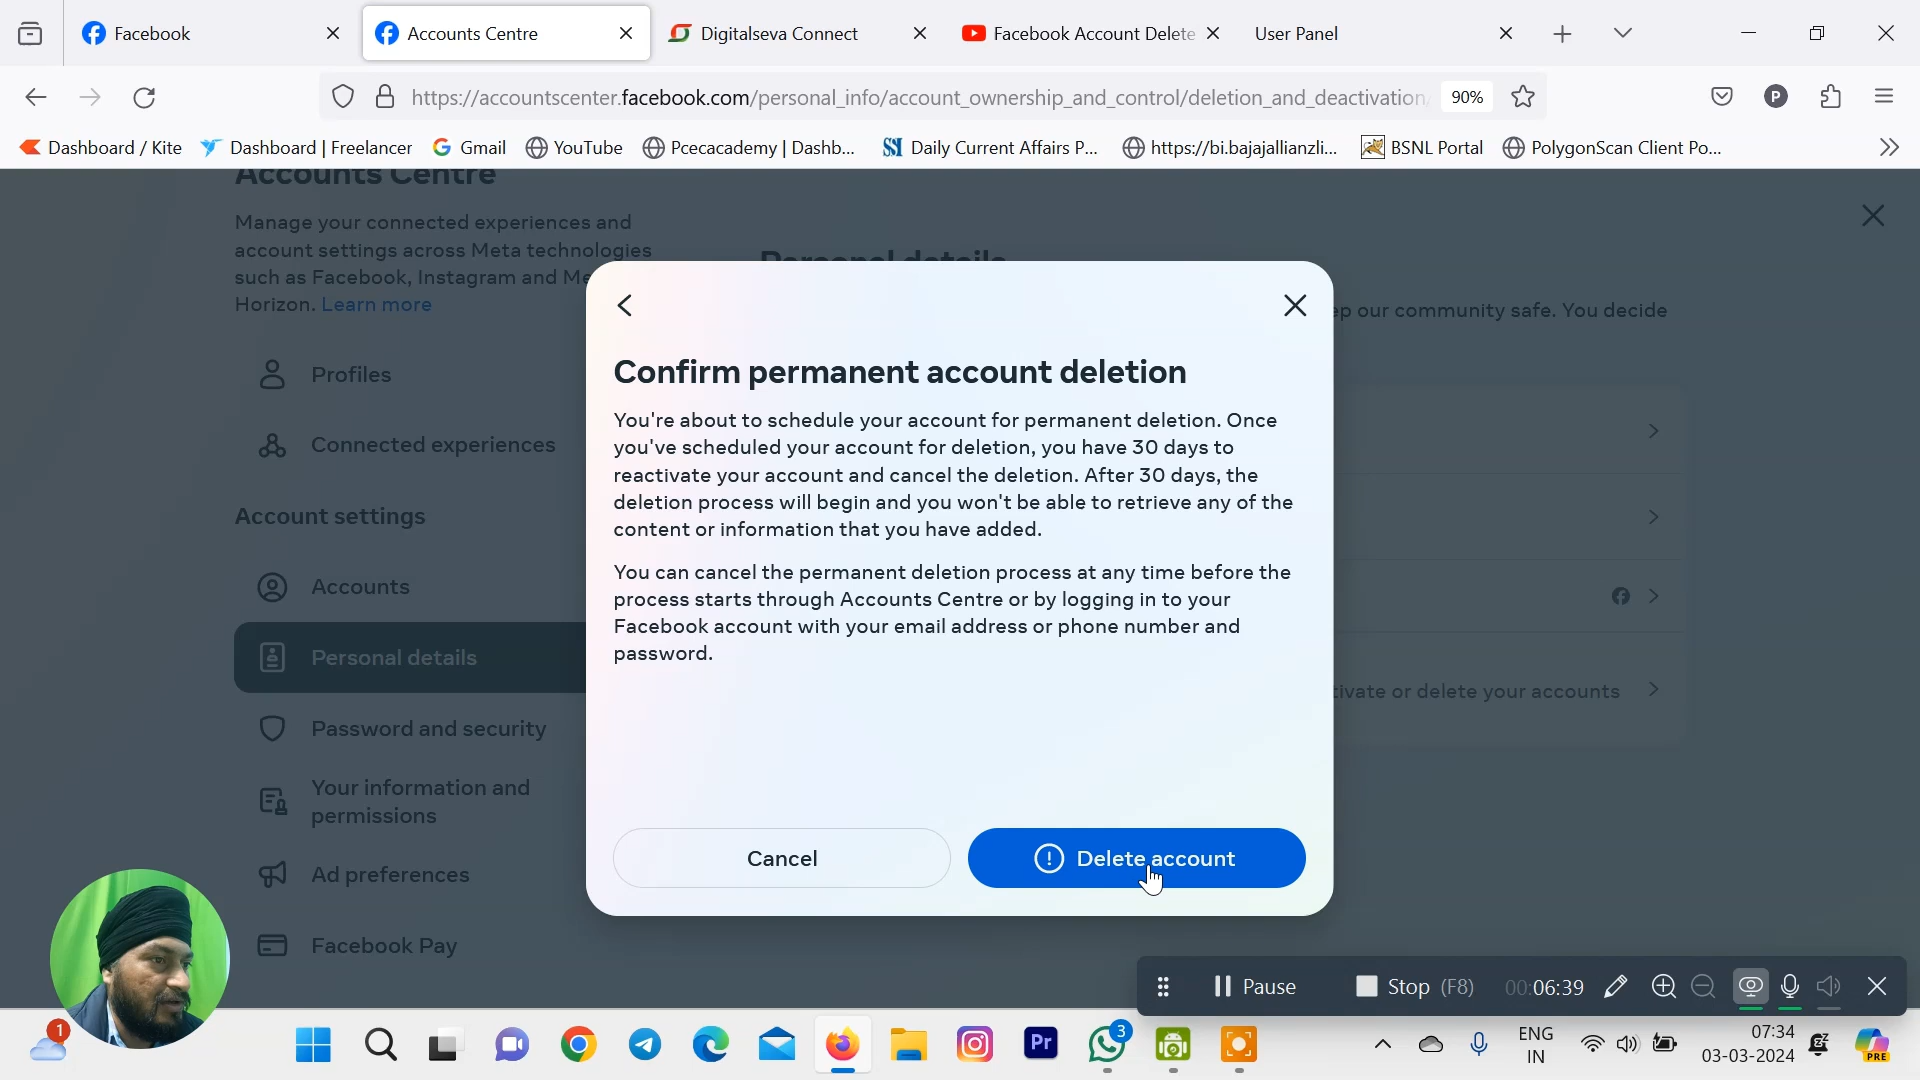 Facebook
Accounts Centre
Digitalseva Connect
Facebook Account Delete
User Panel
https://accountscenter.facebook.com/personal_info/account_ownership_and_control/deletion_and_deactivation
90%
P
Dashboard / Kite
Dashboard | Freelancer
Gmail
YouTube
Pcecacademy | Dashb...
Daily Current Affairs P...
https://bi.bajajallianzli...
BSNL Portal
PolygonScan Client Po...
Accounts Centre
Manage your connected experiences and
account settings across Meta technologies
such as Facebook, Instagram and Me
Horizon. Learn more
Profiles
Connected experiences
Account settings
Accounts
Personal details
Password and security
Your information and
permissions
Ad preferences
Facebook Pay
Personal details
ep our community safe. You decide
tivate or delete your accounts
Confirm permanent account deletion
You're about to schedule your account for permanent deletion. Once
you've scheduled your account for deletion, you have 30 days to
reactivate your account and cancel the deletion. After 30 days, the
deletion process will begin and you won't be able to retrieve any of the
content or information that you have added.
You can cancel the permanent deletion process at any time before the
process starts through Accounts Centre or by logging in to your
Facebook account with your email address or phone number and
password.
Cancel
Delete account
Pause
Stop (F8)
00:06:39
1
Pr
3
ENG
IN
07:34
03-03-2024
PRE